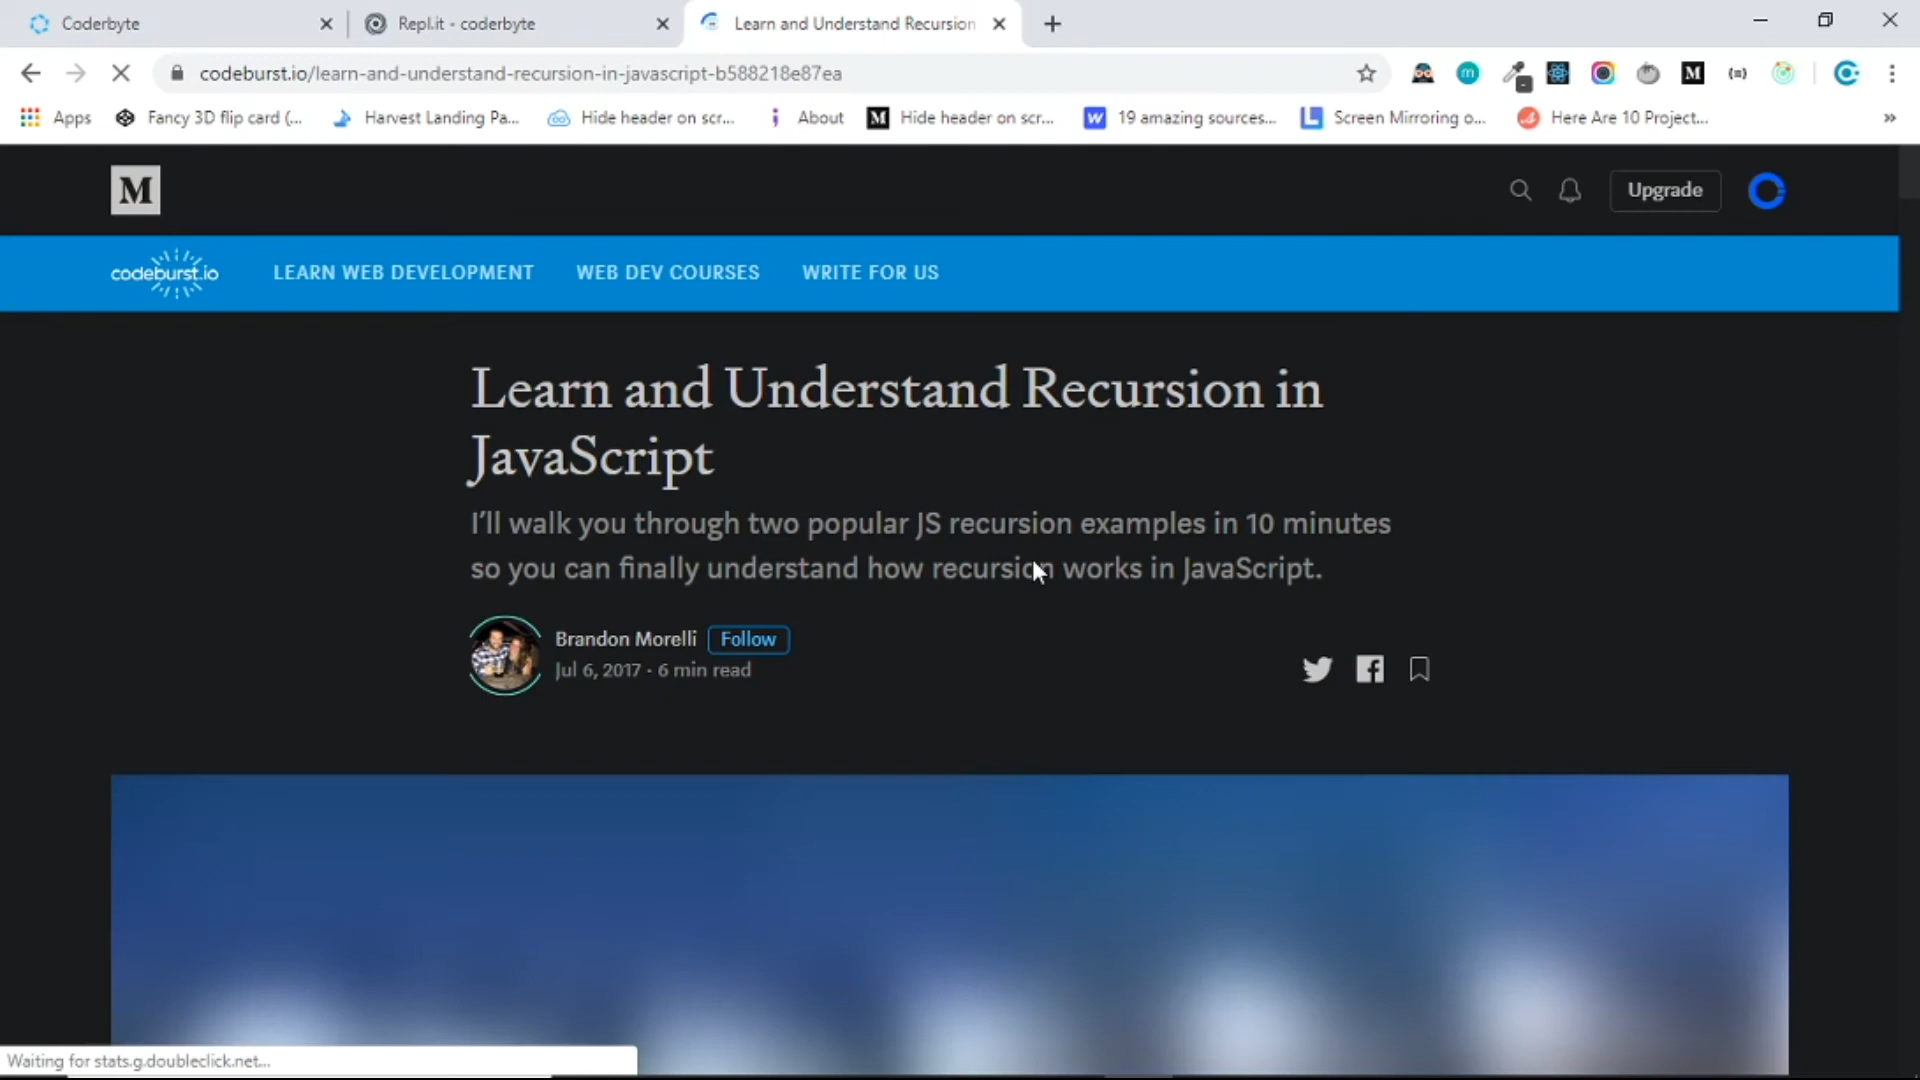 Coderbyte
Repl.it - coderbyte
Learn and Understand Recursion
codeburst.io/learn-and-understand-recursion-in-javascript-b588218e87ea
m
M
Apps
Fancy 3D flip card (...
Harvest Landing Pa...
Hide header on scr...
About
M
Hide header on scr...
W
19 amazing sources...
L
Screen Mirroring o...
Here Are 10 Project...
»
M
Upgrade
codeburst.io
LEARN WEB DEVELOPMENT
WEB DEV COURSES
WRITE FOR US
Learn and Understand Recursion in
JavaScript
I'll walk you through two popular JS recursion examples in 10 minutes
so you can finally understand how recursion works in JavaScript.
Brandon Morelli
Follow
Jul 6, 2017 · 6 min read
Waiting for stats.g.doubleclick.net...